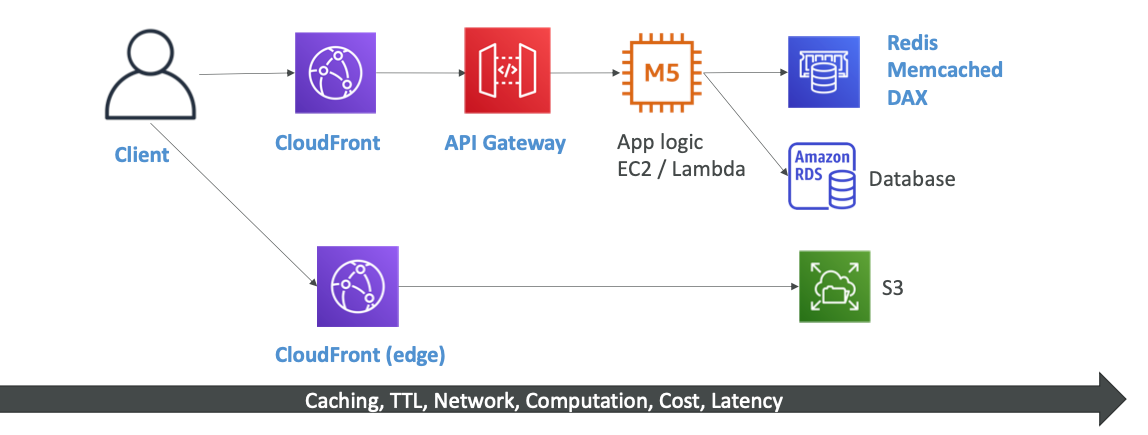 Client
CloudFront
API Gateway
M5
App logic
EC2 / Lambda
Redis
Memcached
DAX
Amazon
RDS
Database
CloudFront (edge)
S3
Caching, TTL, Network, Computation, Cost, Latency